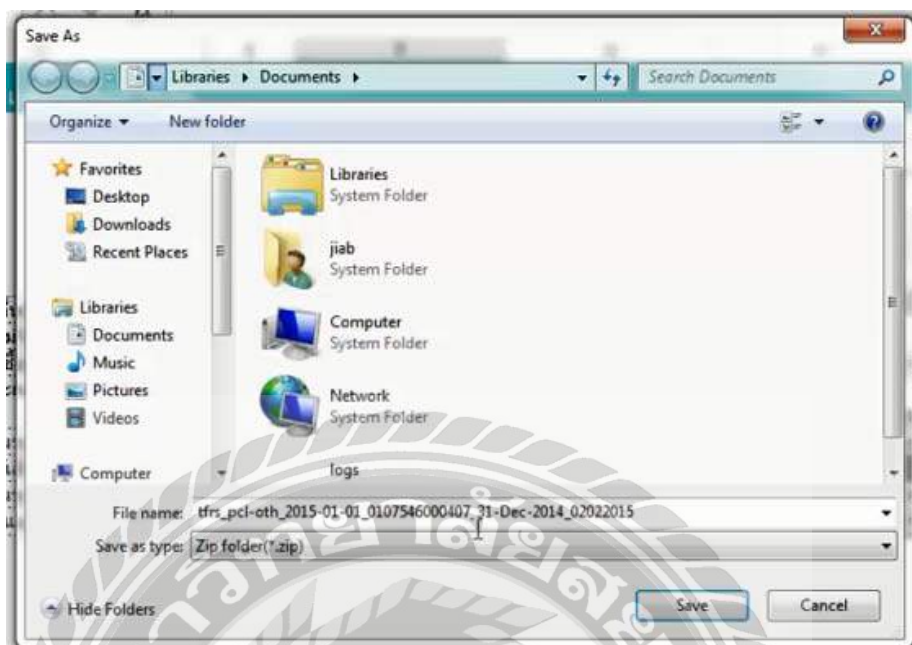 Save As
Libraries Documents
Search Documents
Organize
New folder
Favorites
Desktop
Downloads
Recent Places
Libraries
Documents
Music
Pictures
Videos
Computer
Libraries
System Folder
jiab
System Folder
Computer
System Folder
Network
System Folder
logs
File name: tfrs_pcl-oth_2015-01-01_0107546000407_31-Dec-2014_02022015
Save as type: Zip folder(*.zip)
Hide Folders
Save
Cancel